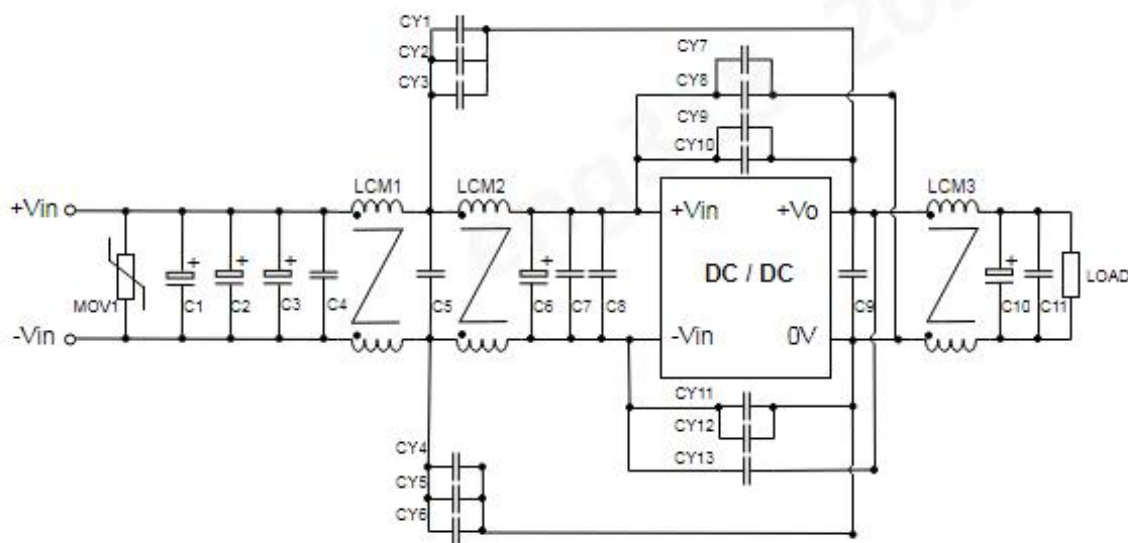 CY1
CY2
CY3
CY7
CY8
CY9
CY10
LCM1
LCM2
LCM3
+Vin
+Vin
+Vo
MOV1
+
C1
+
C2
+
C3
C4
C5
+
C6
C7
C8
DC / DC
C9
+
C10
C11
LOAD
-Vin
-Vin
0V
CY11
CY12
CY13
CY4
CY5
CY6